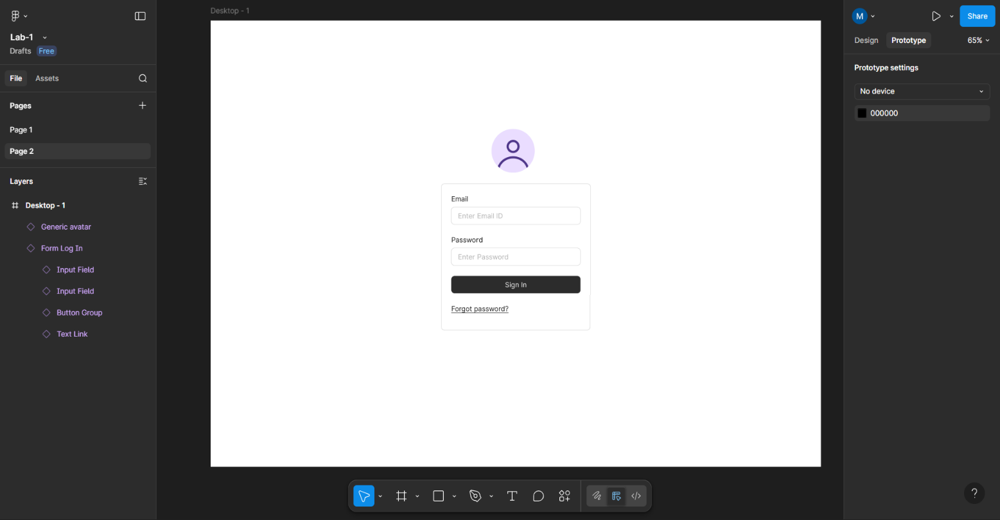 Lab-1
Drafts Free
File Assets
Pages
Page 1
Page 2
Layers
Desktop - 1
Generic avatar
Form Log In
Input Field
Input Field
Button Group
Text Link
Desktop - 1
Email
Enter Email ID
Password
Enter Password
Sign In
Forgot password?
M
Share
Design Prototype 65%
Prototype settings
No device
000000
T
</>
?